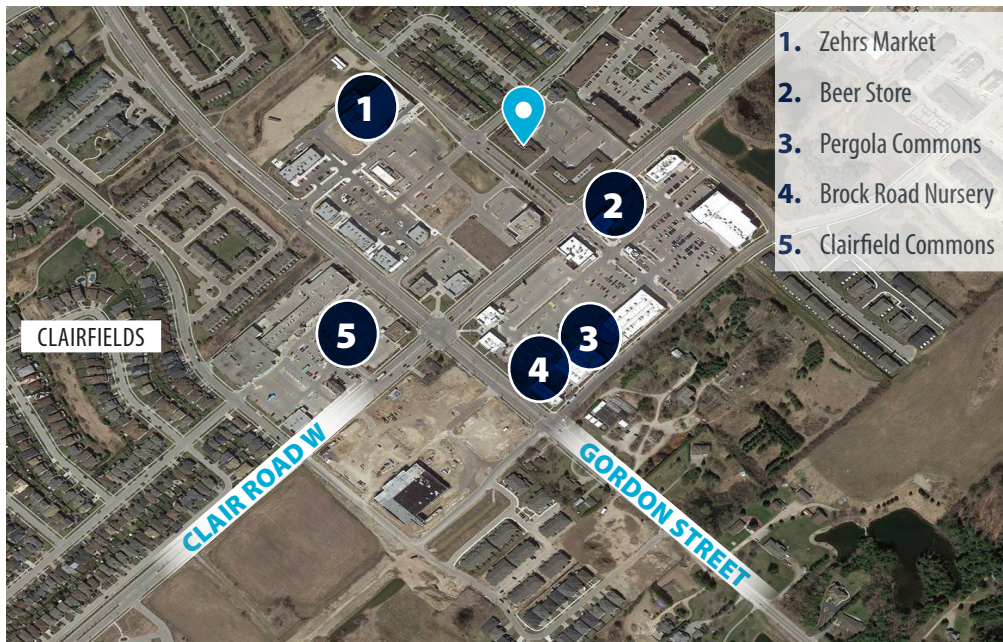 1. Zehrs Market
2. Beer Store
3. Pergola Commons
4. Brock Road Nursery
5. Clairfield Commons
1
2
3
4
5
CLAIRFIELDS
CLAIR ROAD W
GORDON STREET